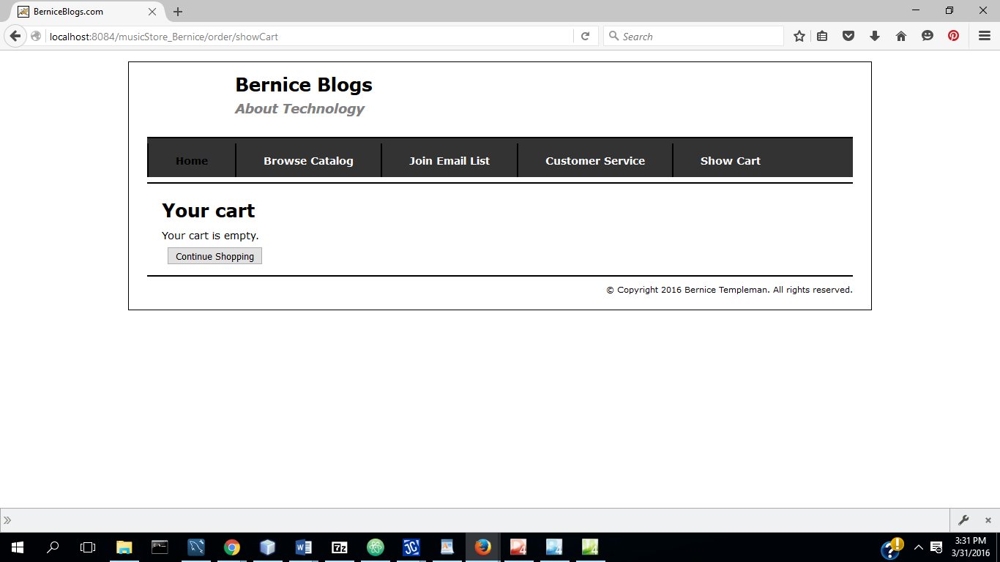 BerniceBlogs.com
localhost:8084/musicStore_Bernice/order/showCart
Search
Bernice Blogs
About Technology
Home Browse Catalog Join Email List Customer Service Show Cart
Your cart
Your cart is empty.
Continue Shopping
© Copyright 2016 Bernice Templeman. All rights reserved.
3:31 PM
3/31/2016